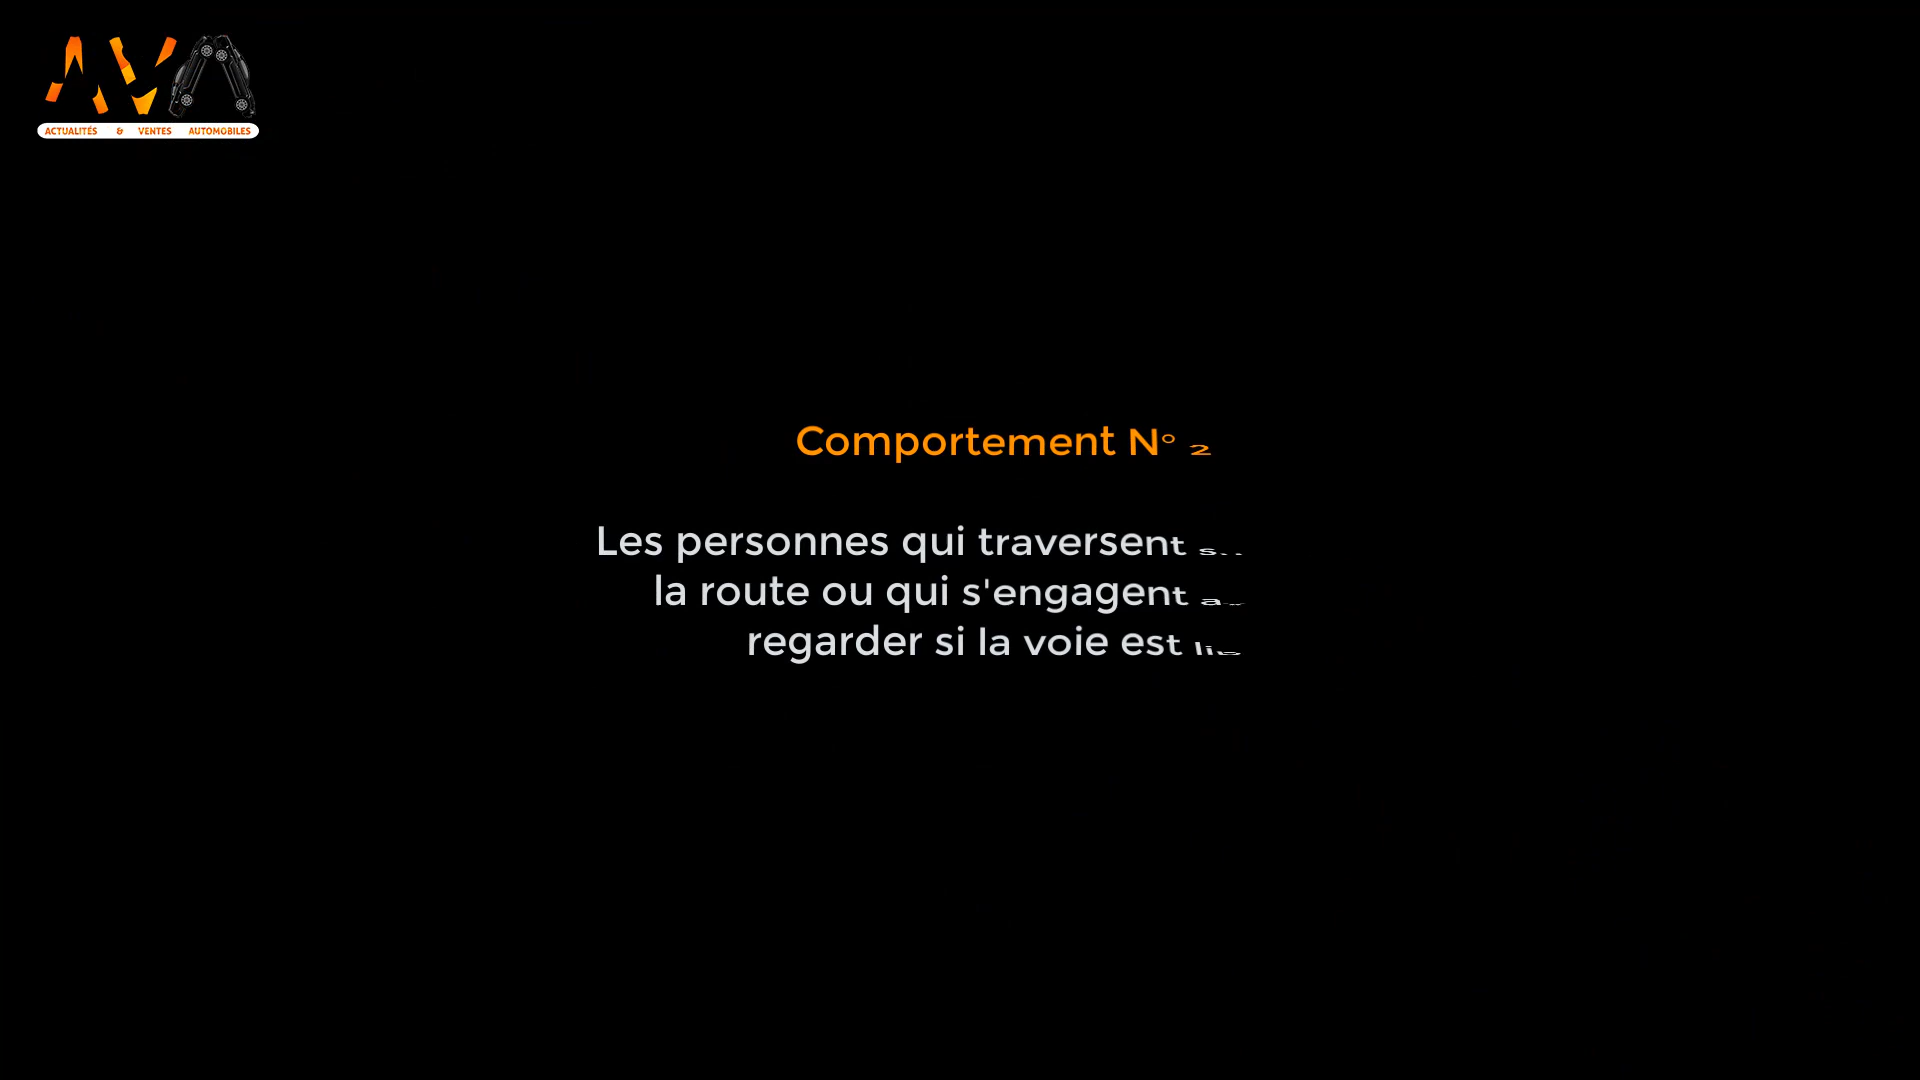 AVA
ACTUALITÉS & VENTES AUTOMOBILES
Comportement N° 2
Les personnes qui traversent
la route ou qui s'engagent
regarder si la voie est